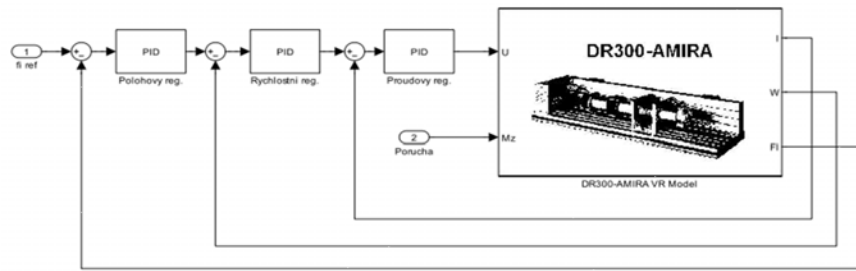 1
fi ref
PID
Polohovy reg.
PID
Rychlostni reg.
PID
Proudovy reg.
2
Porucha
U
Mz
DR300-AMIRA
I
W
FI
DR300-AMIRA VR Model